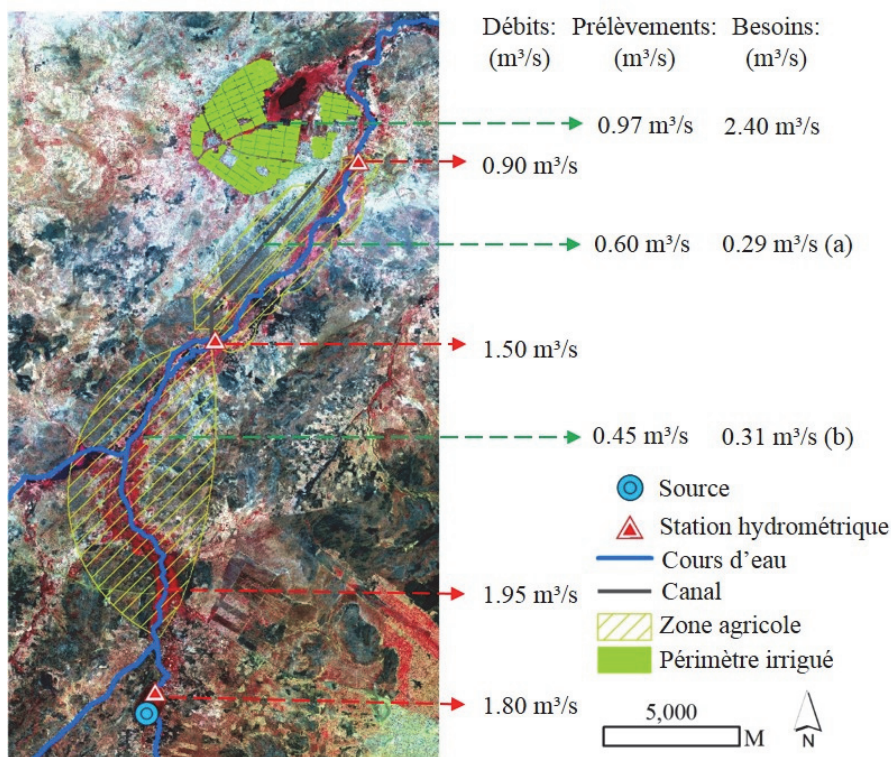 Débits: Prélèvements: Besoins:
(m³/s) (m³/s) (m³/s)
0.97 m³/s 2.40 m³/s
0.90 m³/s
0.60 m³/s 0.29 m³/s (a)
1.50 m³/s
0.45 m³/s 0.31 m³/s (b)
Source
Station hydrométrique
Cours d’eau
Canal
1.95 m³/s
Zone agricole
Périmètre irrigué
1.80 m³/s
5,000
M
N